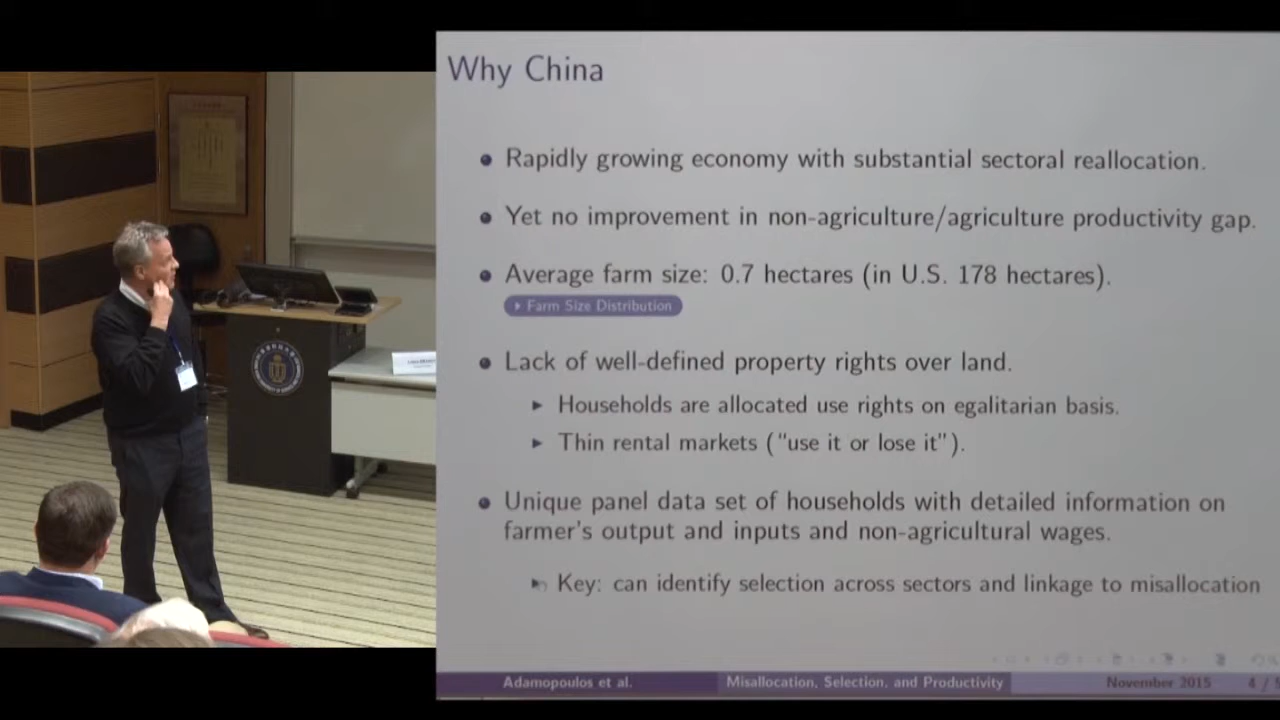 Why China
Rapidly growing economy with substantial sectoral reallocation.
Yet no improvement in non-agriculture/agriculture productivity gap.
Average farm size: 0.7 hectares (in U.S. 178 hectares).
Farm Size Distribution
Lack of well-defined property rights over land.
Households are allocated use rights on egalitarian basis.
Thin rental markets ("use it or lose it").
Unique panel data set of households with detailed information on
farmer's output and inputs and non-agricultural wages.
Key: can identify selection across sectors and linkage to misallocation
Adamopoulos et al.
Misallocation, Selection, and Productivity
November 2015
4 /